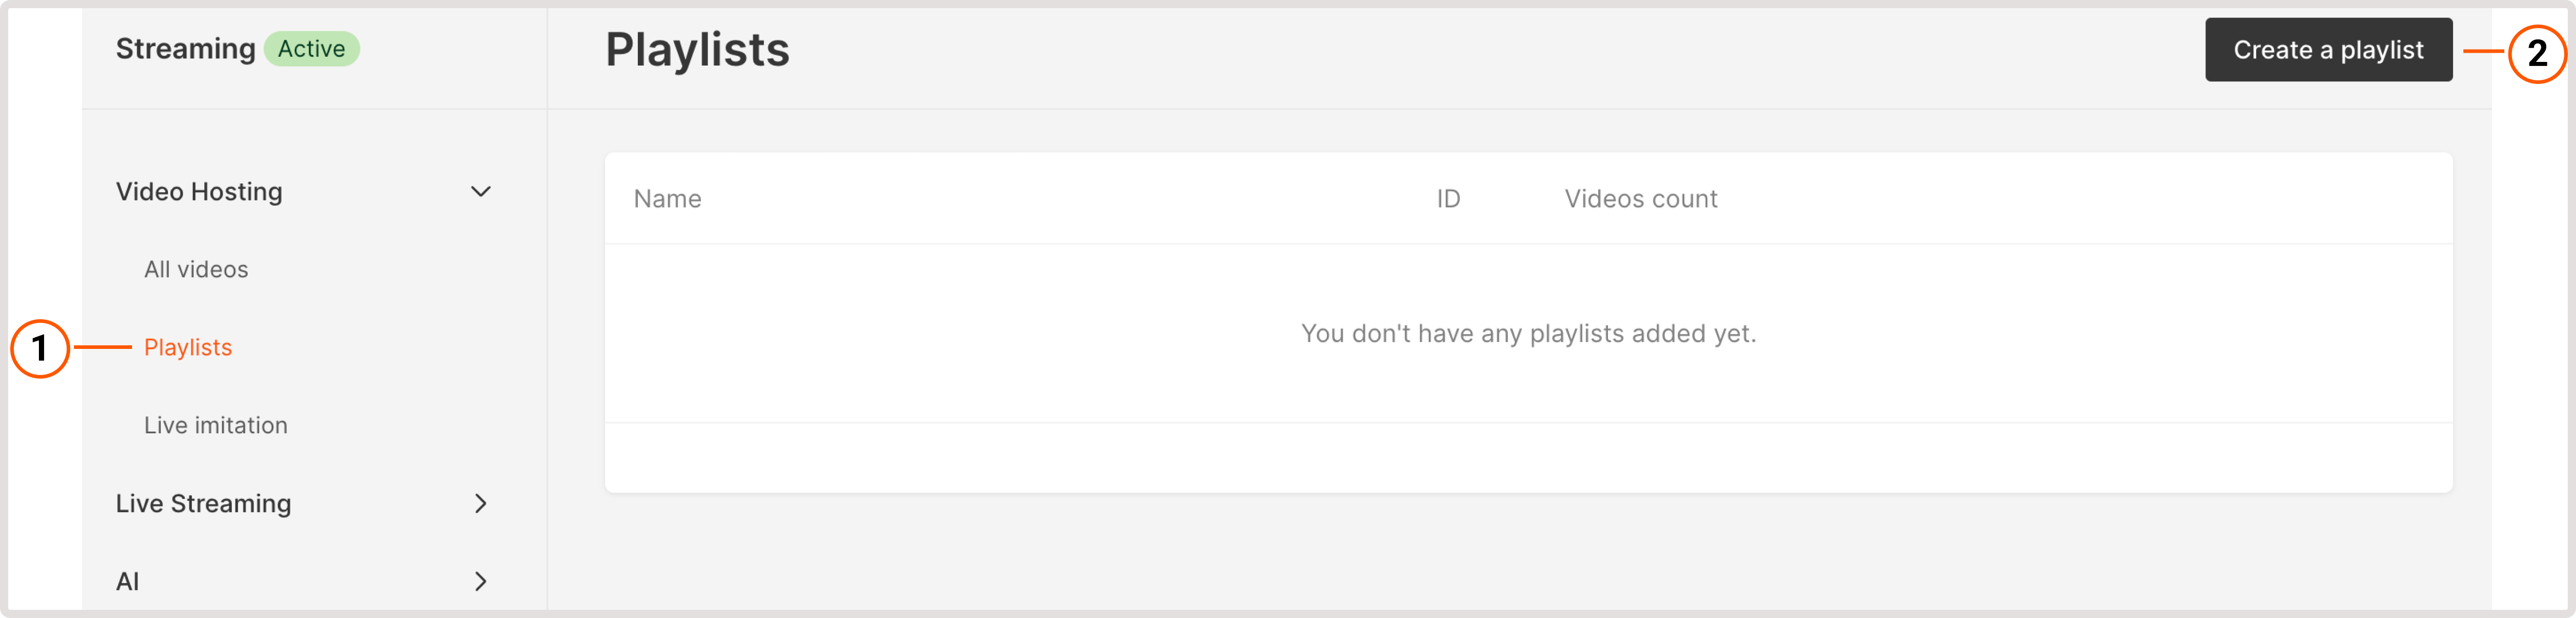 Streaming Active
Playlists
Create a playlist
2
Video Hosting
All videos
1
Playlists
Live imitation
Live Streaming
AI
Name ID Videos count
You don't have any playlists added yet.